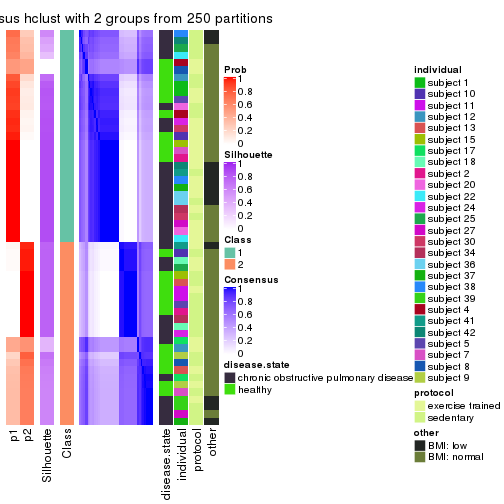 sus hclust with 2 groups from 250 partitions
Prob
1
0.8
0.6
0.4
0.2
0
Silhouette
1
0.8
0.6
0.4
0.2
0
Class
1
2
Consensus
1
0.8
0.6
0.4
0.2
0
disease.state
chronic obstructive pulmonary disease
healthy
individual
subject 1
subject 10
subject 11
subject 12
subject 13
subject 15
subject 17
subject 18
subject 2
subject 20
subject 22
subject 24
subject 25
subject 27
subject 30
subject 34
subject 36
subject 37
subject 38
subject 39
subject 4
subject 41
subject 42
subject 5
subject 7
subject 8
subject 9
protocol
exercise trained
sedentary
other
BMI: low
BMI: normal
p1
p2
Silhouette
Class
disease.state
individual
protocol
other